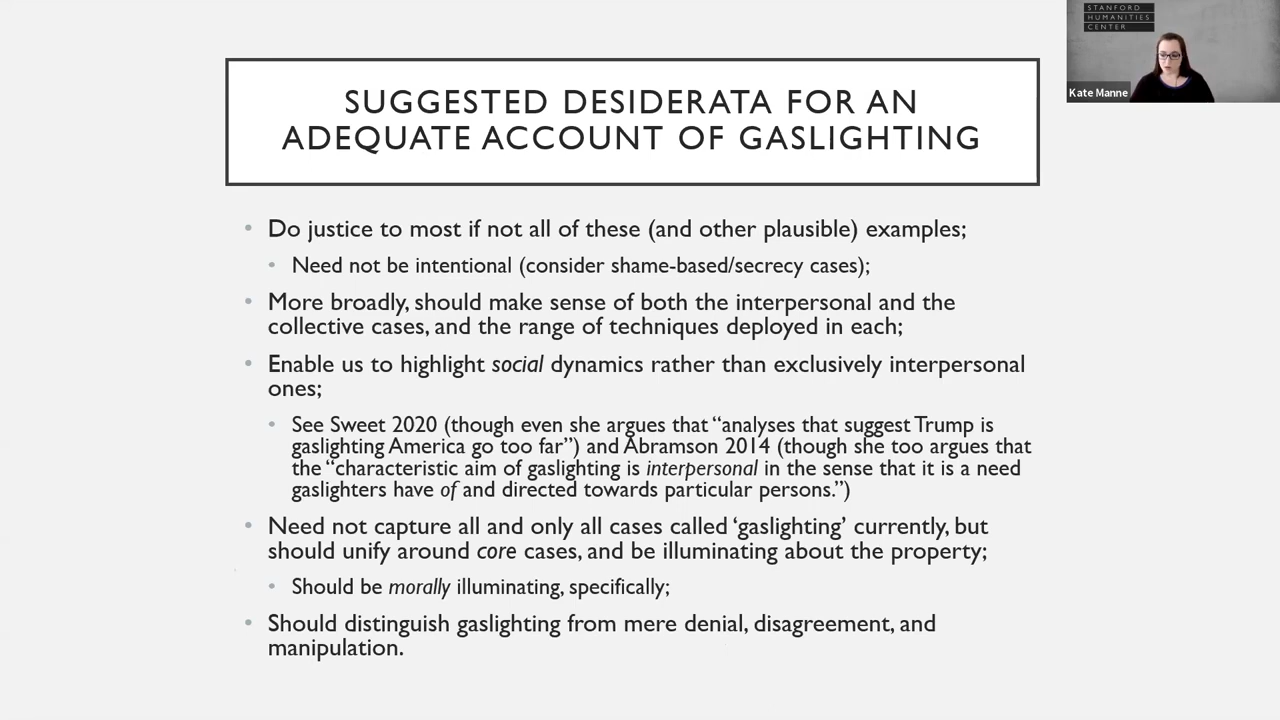 STANFORD
HUMANITIES
CENTER
Kate Manne
SUGGESTED DESIDERATA FOR AN
ADEQUATE ACCOUNT OF GASLIGHTING
• Do justice to most if not all of these (and other plausible) examples;
• Need not be intentional (consider shame-based/secrecy cases);
• More broadly, should make sense of both the interpersonal and the
collective cases, and the range of techniques deployed in each;
• Enable us to highlight social dynamics rather than exclusively interpersonal
ones;
• See Sweet 2020 (though even she argues that “analyses that suggest Trump is
gaslighting America go too far”) and Abramson 2014 (though she too argues that
the “characteristic aim of gaslighting is interpersonal in the sense that it is a need
gaslighters have of and directed towards particular persons.”)
• Need not capture all and only all cases called ‘gaslighting’ currently, but
should unify around core cases, and be illuminating about the property;
• Should be morally illuminating, specifically;
• Should distinguish gaslighting from mere denial, disagreement, and
manipulation.